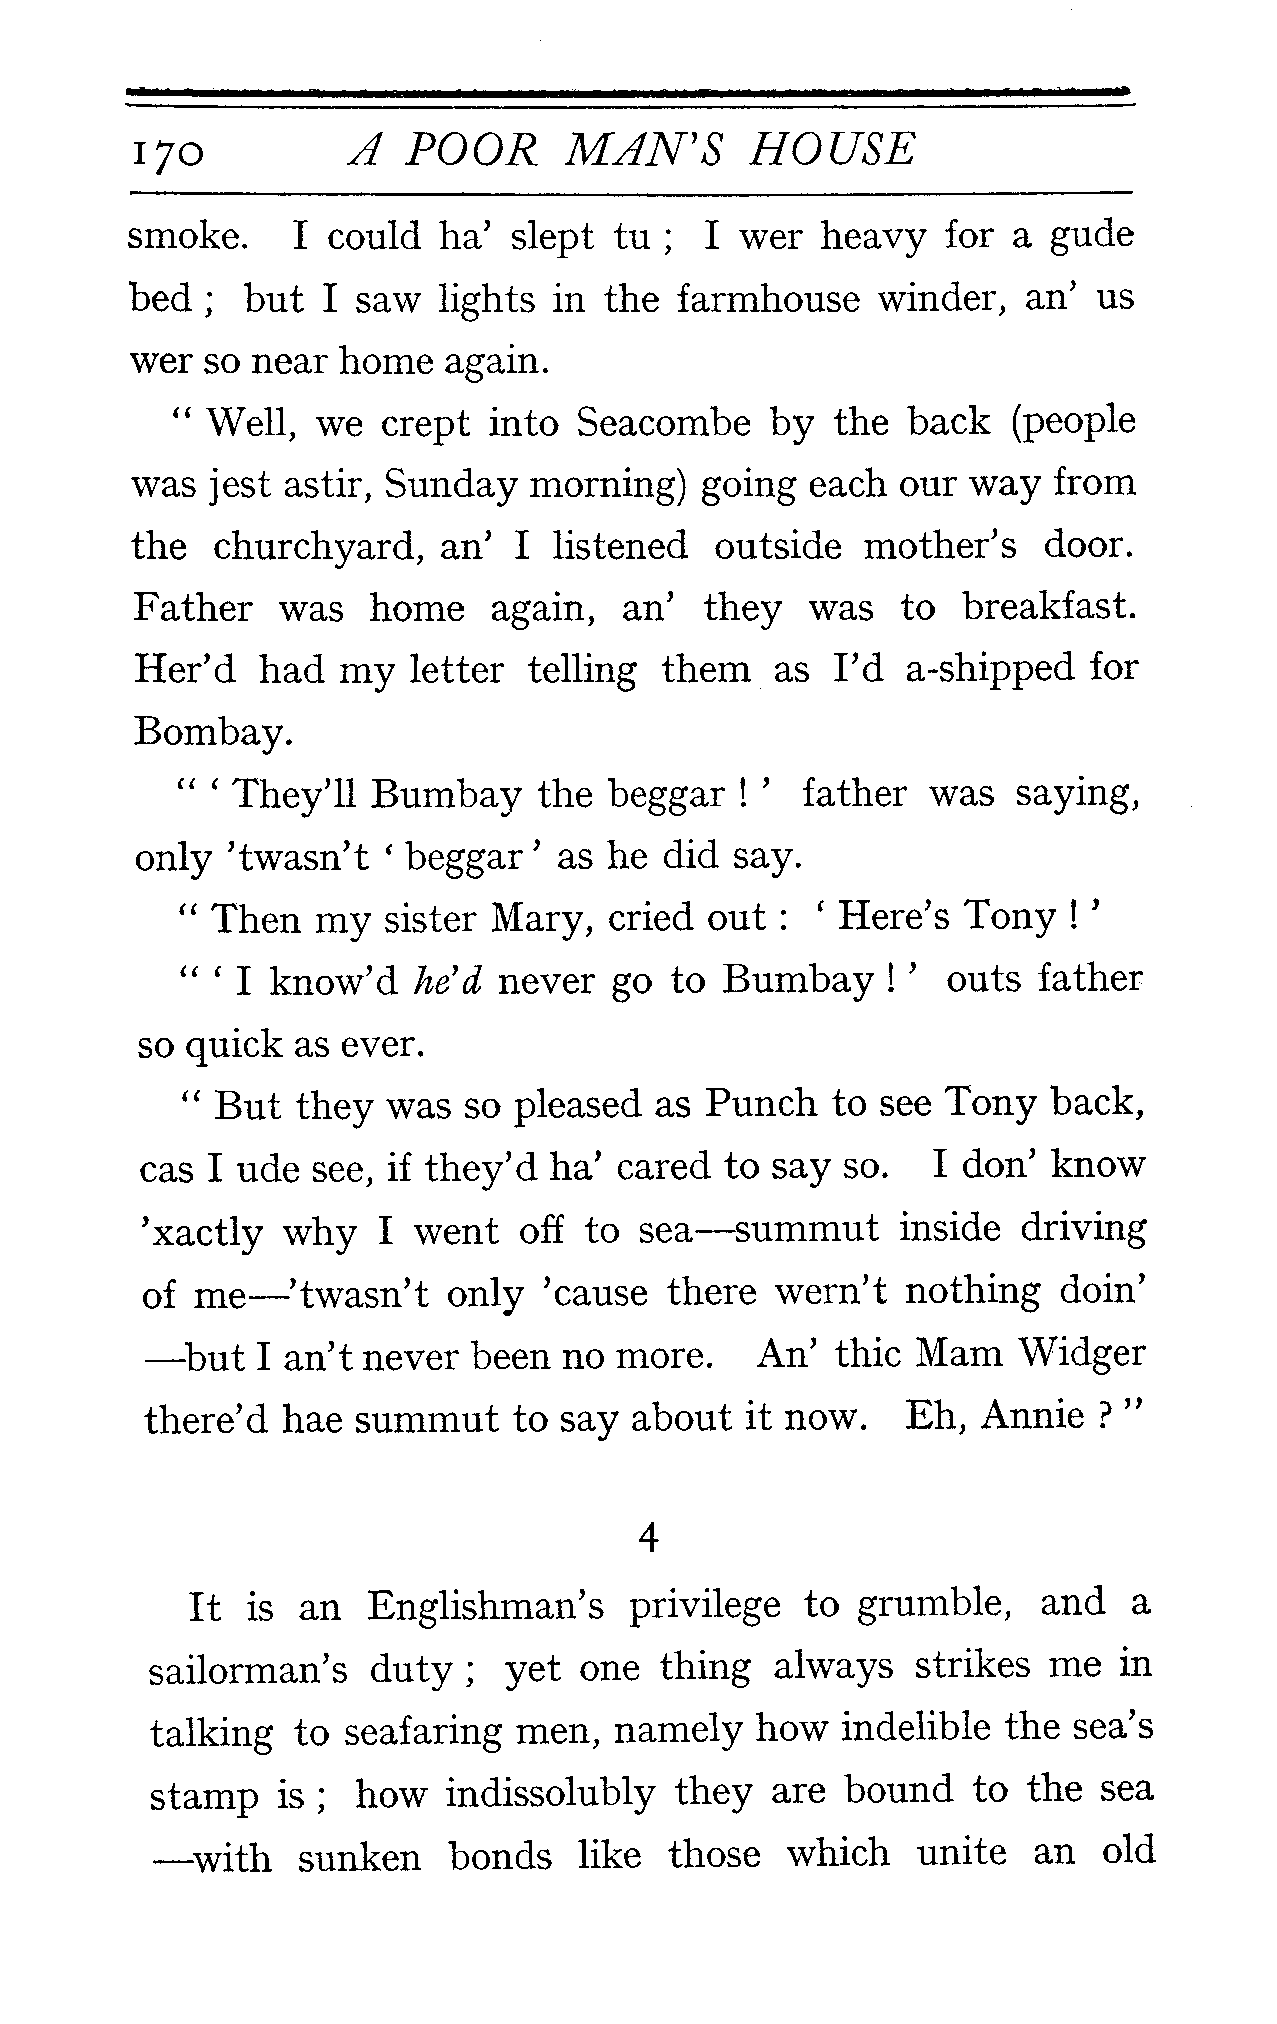 170 A POOR MAN'S HOUSE
smoke. I could ha' slept tu ; I wer heavy for a gude
bed ; but I saw lights in the farmhouse winder, an' us
wer so near home again.
" Well, we crept into Seacombe by the back (people
was jest astir, Sunday morning) going each our way from
the churchyard, an' I listened outside mother's door.
Father was home again, an' they was to breakfast.
Her'd had my letter telling them as I'd a-shipped for
Bombay.
" ' They'll Bumbay the beggar ! ' father was saying,
only 'twasn't ' beggar ' as he did say.
" Then my sister Mary, cried out : ' Here's Tony ! '
" ' I know'd he'd never go to Bumbay ! ' outs father
so quick as ever.
" But they was so pleased as Punch to see Tony back,
cas I ude see, if they'd ha' cared to say so. I don' know
'xactly why I went off to sea—summut inside driving
of me—'twasn't only 'cause there wern't nothing doin'
—but I an't never been no more. An' thic Mam Widger
there'd hae summut to say about it now. Eh, Annie ? "
4
It is an Englishman's privilege to grumble, and a
sailorman's duty ; yet one thing always strikes me in
talking to seafaring men, namely how indelible the sea's
stamp is ; how indissolubly they are bound to the sea
—with sunken bonds like those which unite an old